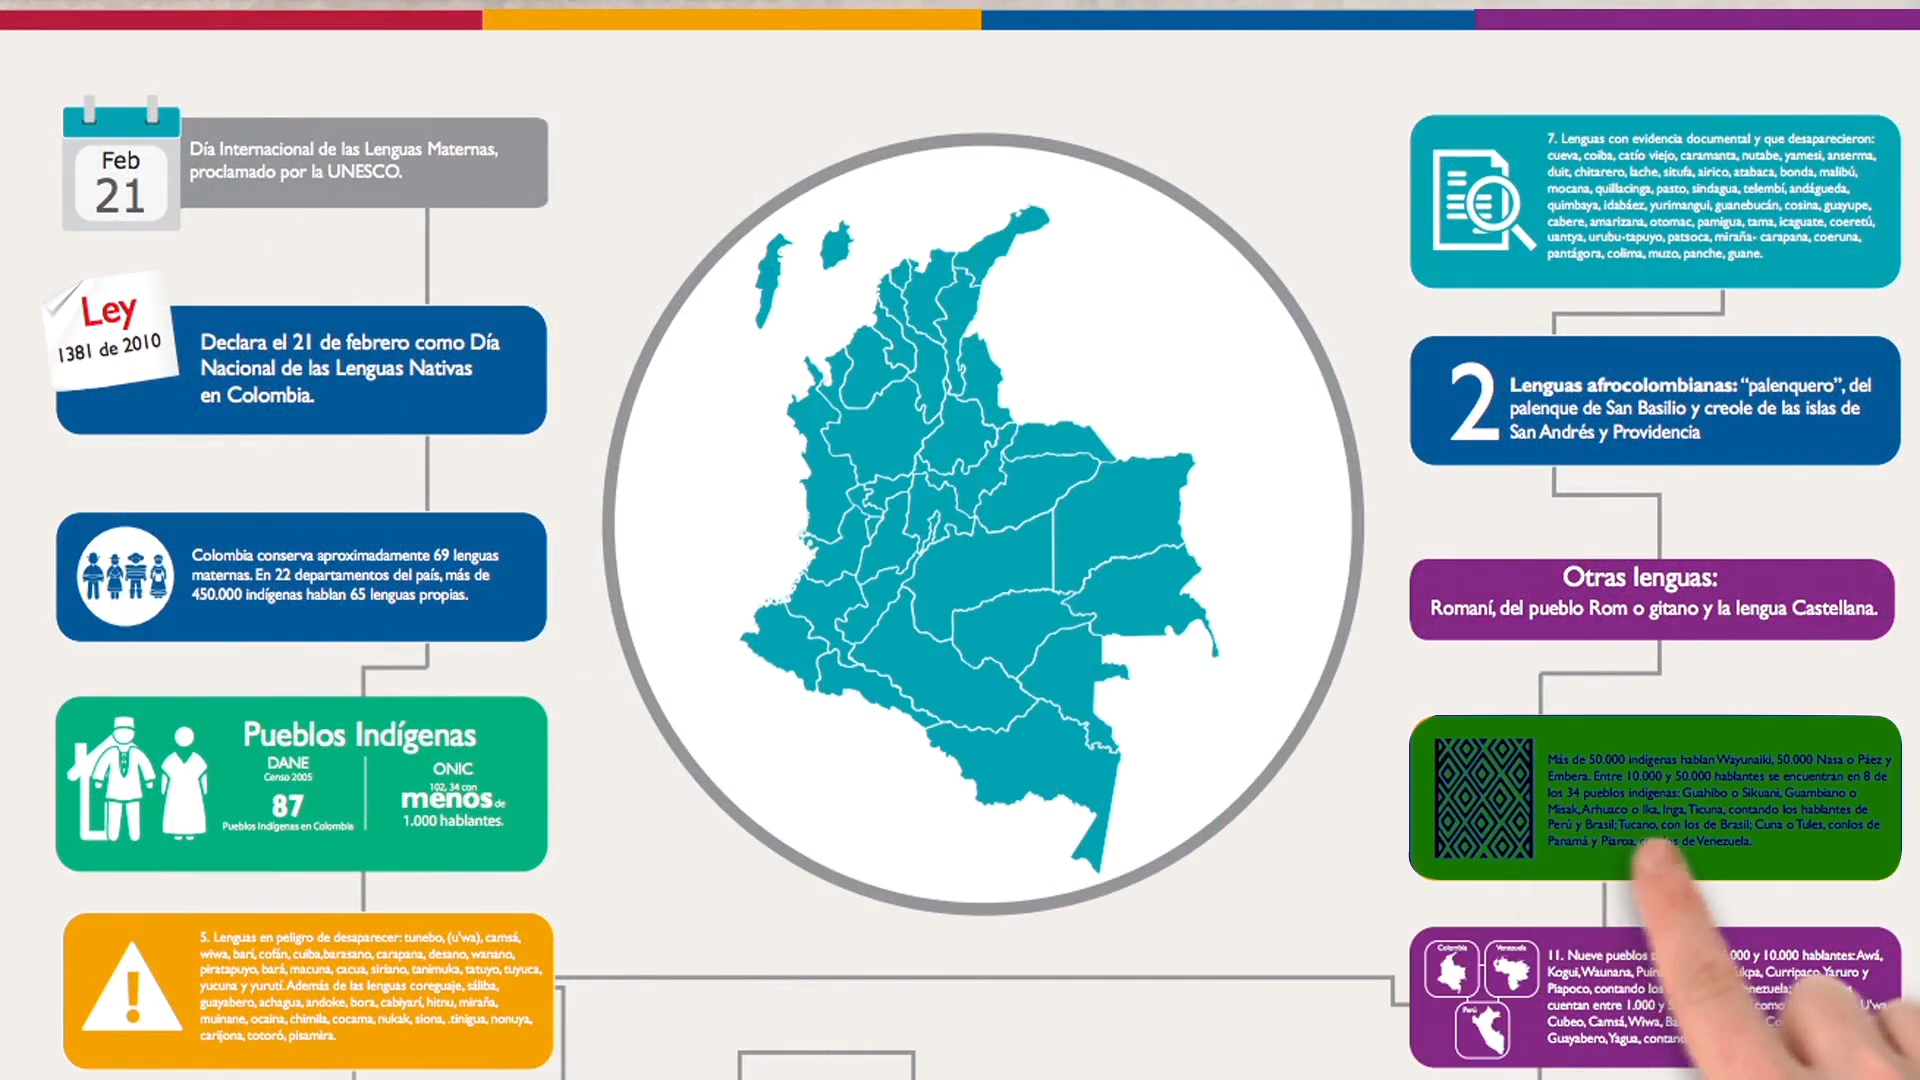 Feb
21
Día Internacional de las Lenguas Maternas,
proclamado por la UNESCO.
Ley
1381 de 2010
Declara el 21 de febrero como Día
Nacional de las Lenguas Nativas
en Colombia.
Colombia conserva aproximadamente 69 lenguas
maternas. En 22 departamentos del país, más de
450.000 indígenas hablan 65 lenguas propias.
Pueblos Indígenas
DANE
Censo 2005
87
Pueblos Indígenas en Colombia
ONIC
102, 34 con
menos de
1.000 hablantes.
5. Lenguas en peligro de desaparecer: tunebo, (u'wa), camsá,
wiwa, barí, cofán, cuiba,barasano, carapana, desano, wanano,
piratapuyo, bará, macuna, cacua, siriano, tanimuka, tatuyo, tuyuca,
yucuna y yurutí. Además de las lenguas coreguaje, sáliba,
guayabero, achagua, andoke, bora, cabiyarí, hitnu, miraña,
muinane, ocaina, chimila, cocama, nukak, siona, .tinigua, nonuya,
carijona, totoró, pisamira.
7. Lenguas con evidencia documental y que desaparecieron:
cueva, coiba, catío viejo, caramanta, nutabe, yamesi, anserma,
duit, chitarero, lache, situfa, airico, atabaca, bonda, malibú,
mocana, quillacinga, pasto, sindagua, telembí, andágueda,
quimbaya, idabáez, yurimangui, guanebucán, cosina, guayupe,
cabere, amarizana, otomac, pamigua, tama, icaguate, coeretú,
uantya, urubu-tapuyo, patsoca, miraña- carapana, coeruna,
pantágora, colima, muzo, panche, guane.
2
Lenguas afrocolombianas: “palenquero”, del
palenque de San Basilio y creole de las islas de
San Andrés y Providencia
Otras lenguas:
Romaní, del pueblo Rom o gitano y la lengua Castellana.
Más de 50.000 indígenas hablan Wayunaiki, 50.000 Nasa o Páez y
Embera. Entre 10.000 y 50.000 hablantes se encuentran en 8 de
los 34 pueblos indígenas: Guahibo o Sikuani, Guambiano o
Misak, Arhuaco o Ika, Inga, Ticuna, contando los hablantes de
Perú y Brasil; Tucano, con los de Brasil; Cuna o Tules, conlos de
Panamá y Piaroa, de Venezuela.
Colombia
Venezuela
Perú
11. Nueve pueblos 000 y 10.000 hablantes: Awá,
Kogui, Waunana, Curripaco, Yaruro y
Piapoco, contando los
cuentan entre 1.000 y como U'wa
Cubeo, Camsá, Wiwa,
Guayabero, Yagua,